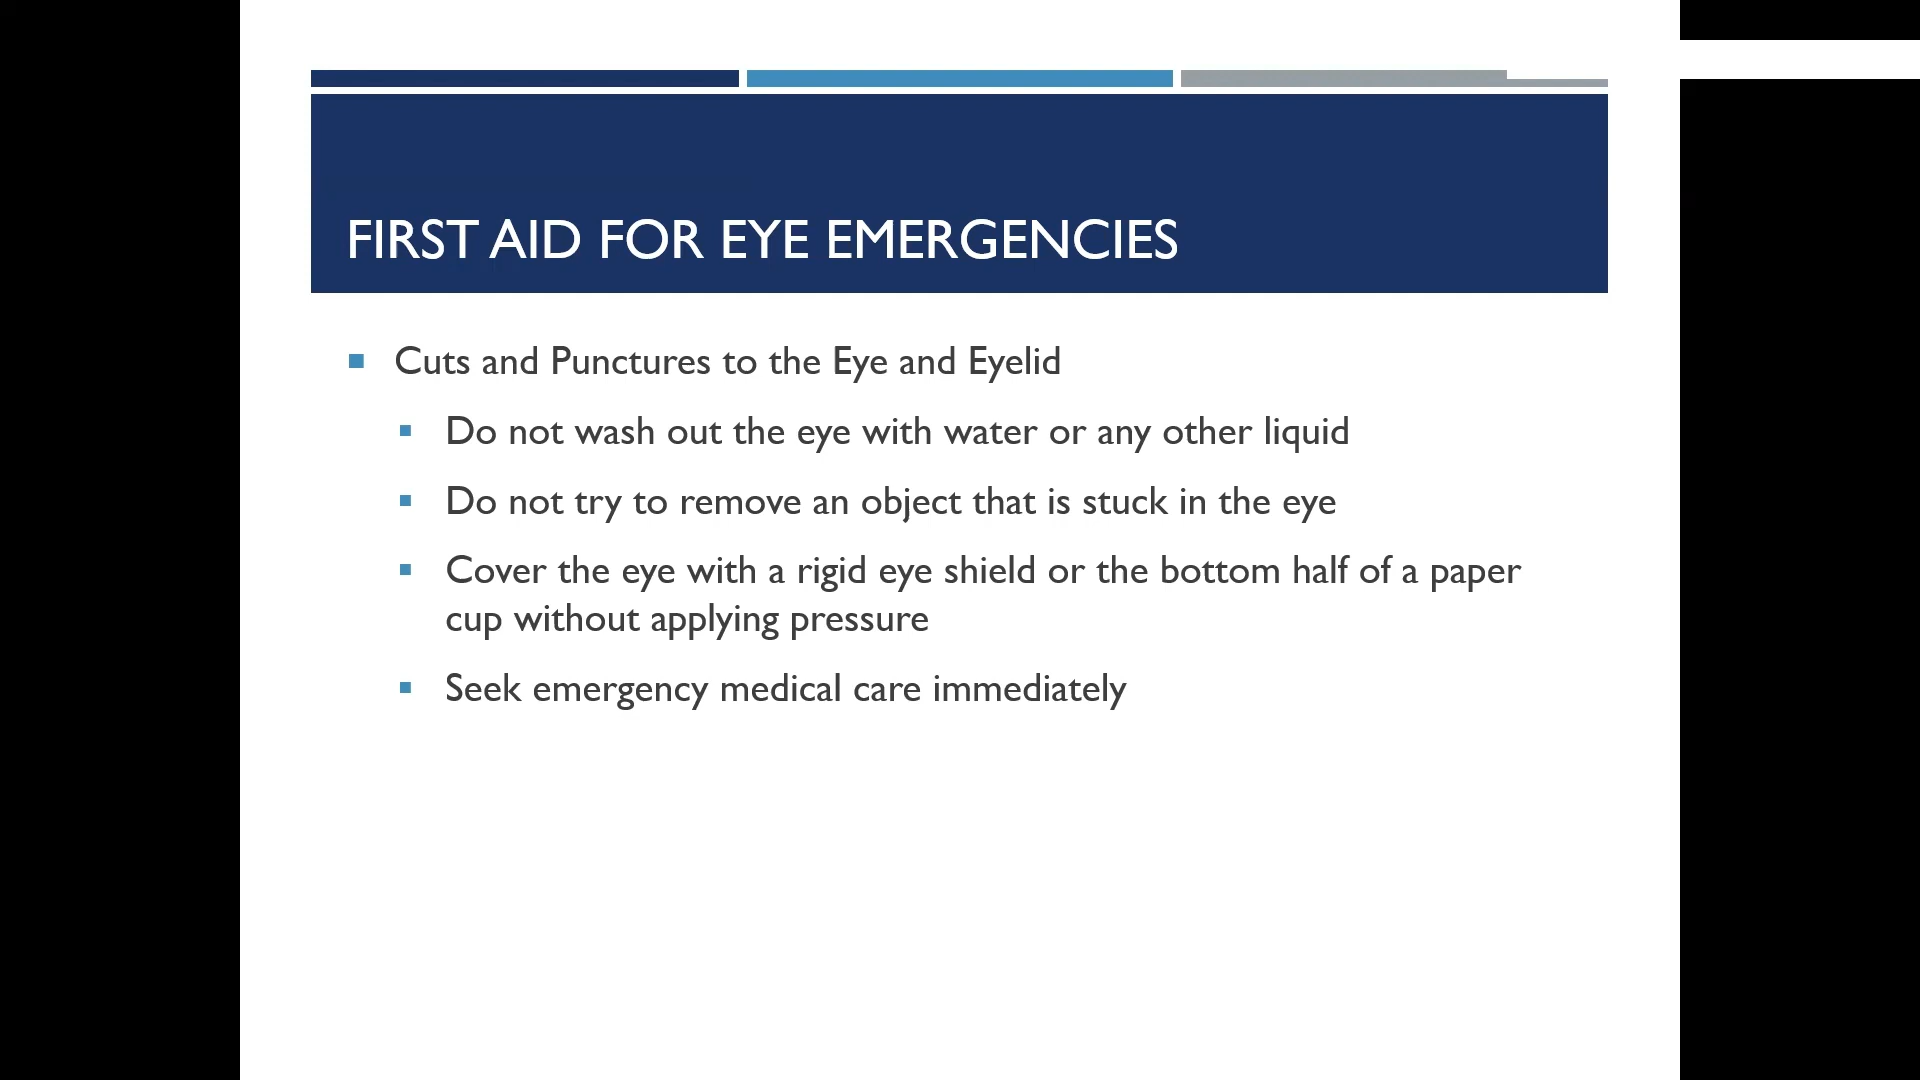 FIRST AID FOR EYE EMERGENCIES
Cuts and Punctures to the Eye and Eyelid
Do not wash out the eye with water or any other liquid
Do not try to remove an object that is stuck in the eye
Cover the eye with a rigid eye shield or the bottom half of a paper
cup without applying pressure
Seek emergency medical care immediately